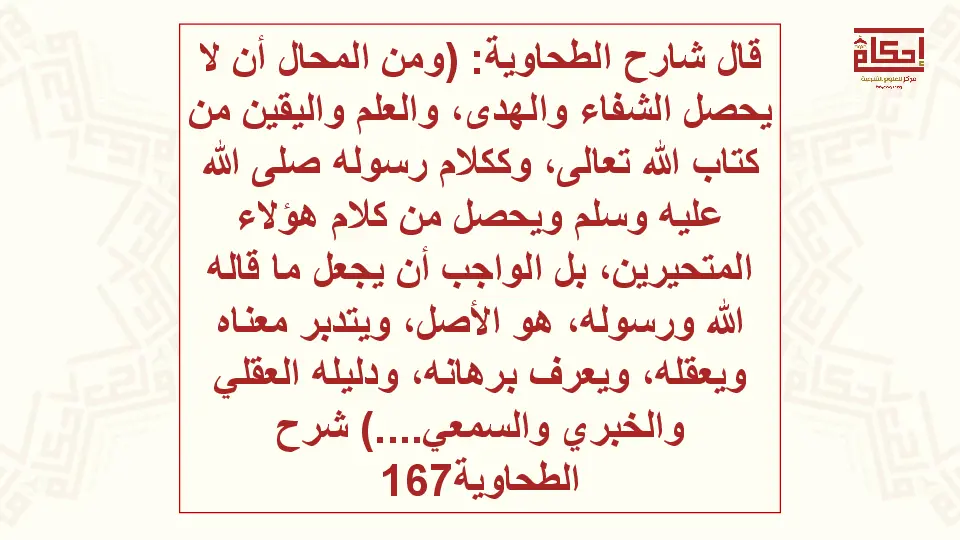 إحكام
مركز للعلوم الشرعية
قال شارح الطحاوية: (ومن المحال أن لا
يحصل الشفاء والهدى، والعلم واليقين من
كتاب الله تعالى، وككلام رسوله صلى الله
عليه وسلم ويحصل من كلام هؤلاء
المتحيرين، بل الواجب أن يجعل ما قاله
الله ورسوله، هو الأصل، ويتدبر معناه
ويعقله، ويعرف برهانه، ودليله العقلي
والخبري والسمعي....) شرح
الطحاوية167